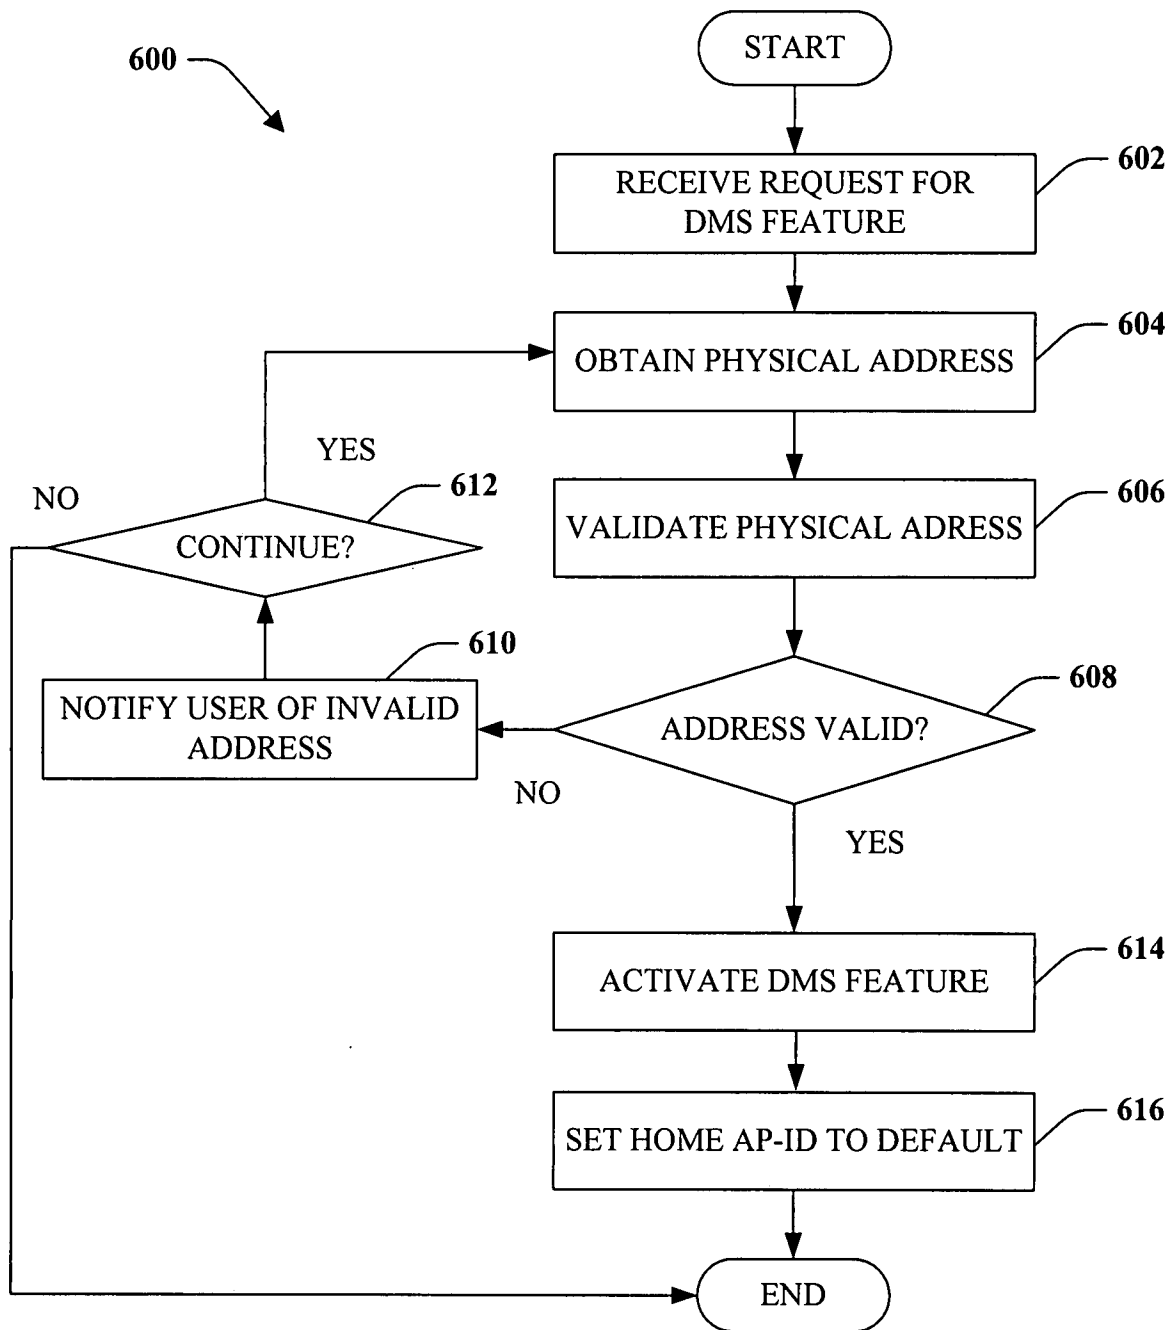 600
START
602
RECEIVE REQUEST FOR
DMS FEATURE
604
OBTAIN PHYSICAL ADDRESS
YES
NO
612
606
CONTINUE?
VALIDATE PHYSICAL ADRESS
610
NOTIFY USER OF INVALID
ADDRESS
608
ADDRESS VALID?
NO
YES
614
ACTIVATE DMS FEATURE
616
SET HOME AP-ID TO DEFAULT
END